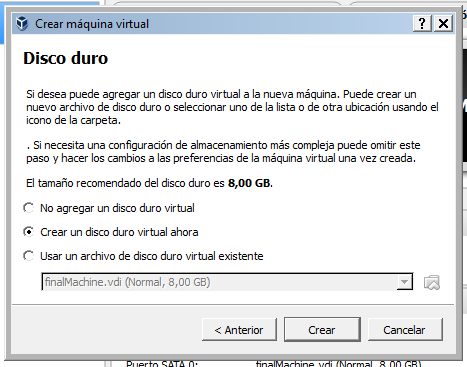 Crear máquina virtual
Disco duro
Si desea puede agregar un disco duro virtual a la nueva máquina. Puede crear un
nuevo archivo de disco duro o seleccionar uno de la lista o de otra ubicación usando el
icono de la carpeta.
. Si necesita una configuración de almacenamiento más compleja puede omitir este
paso y hacer los cambios a las preferencias de la máquina virtual una vez creada.
El tamaño recomendado del disco duro es 8,00 GB.
No agregar un disco duro virtual
Crear un disco duro virtual ahora
Usar un archivo de disco duro virtual existente
finalMachine.vdi (Normal, 8,00 GB)
< Anterior Crear Cancelar
Puerto SATA 0: finalMachine.vdi (Normal, 8,00 GB)